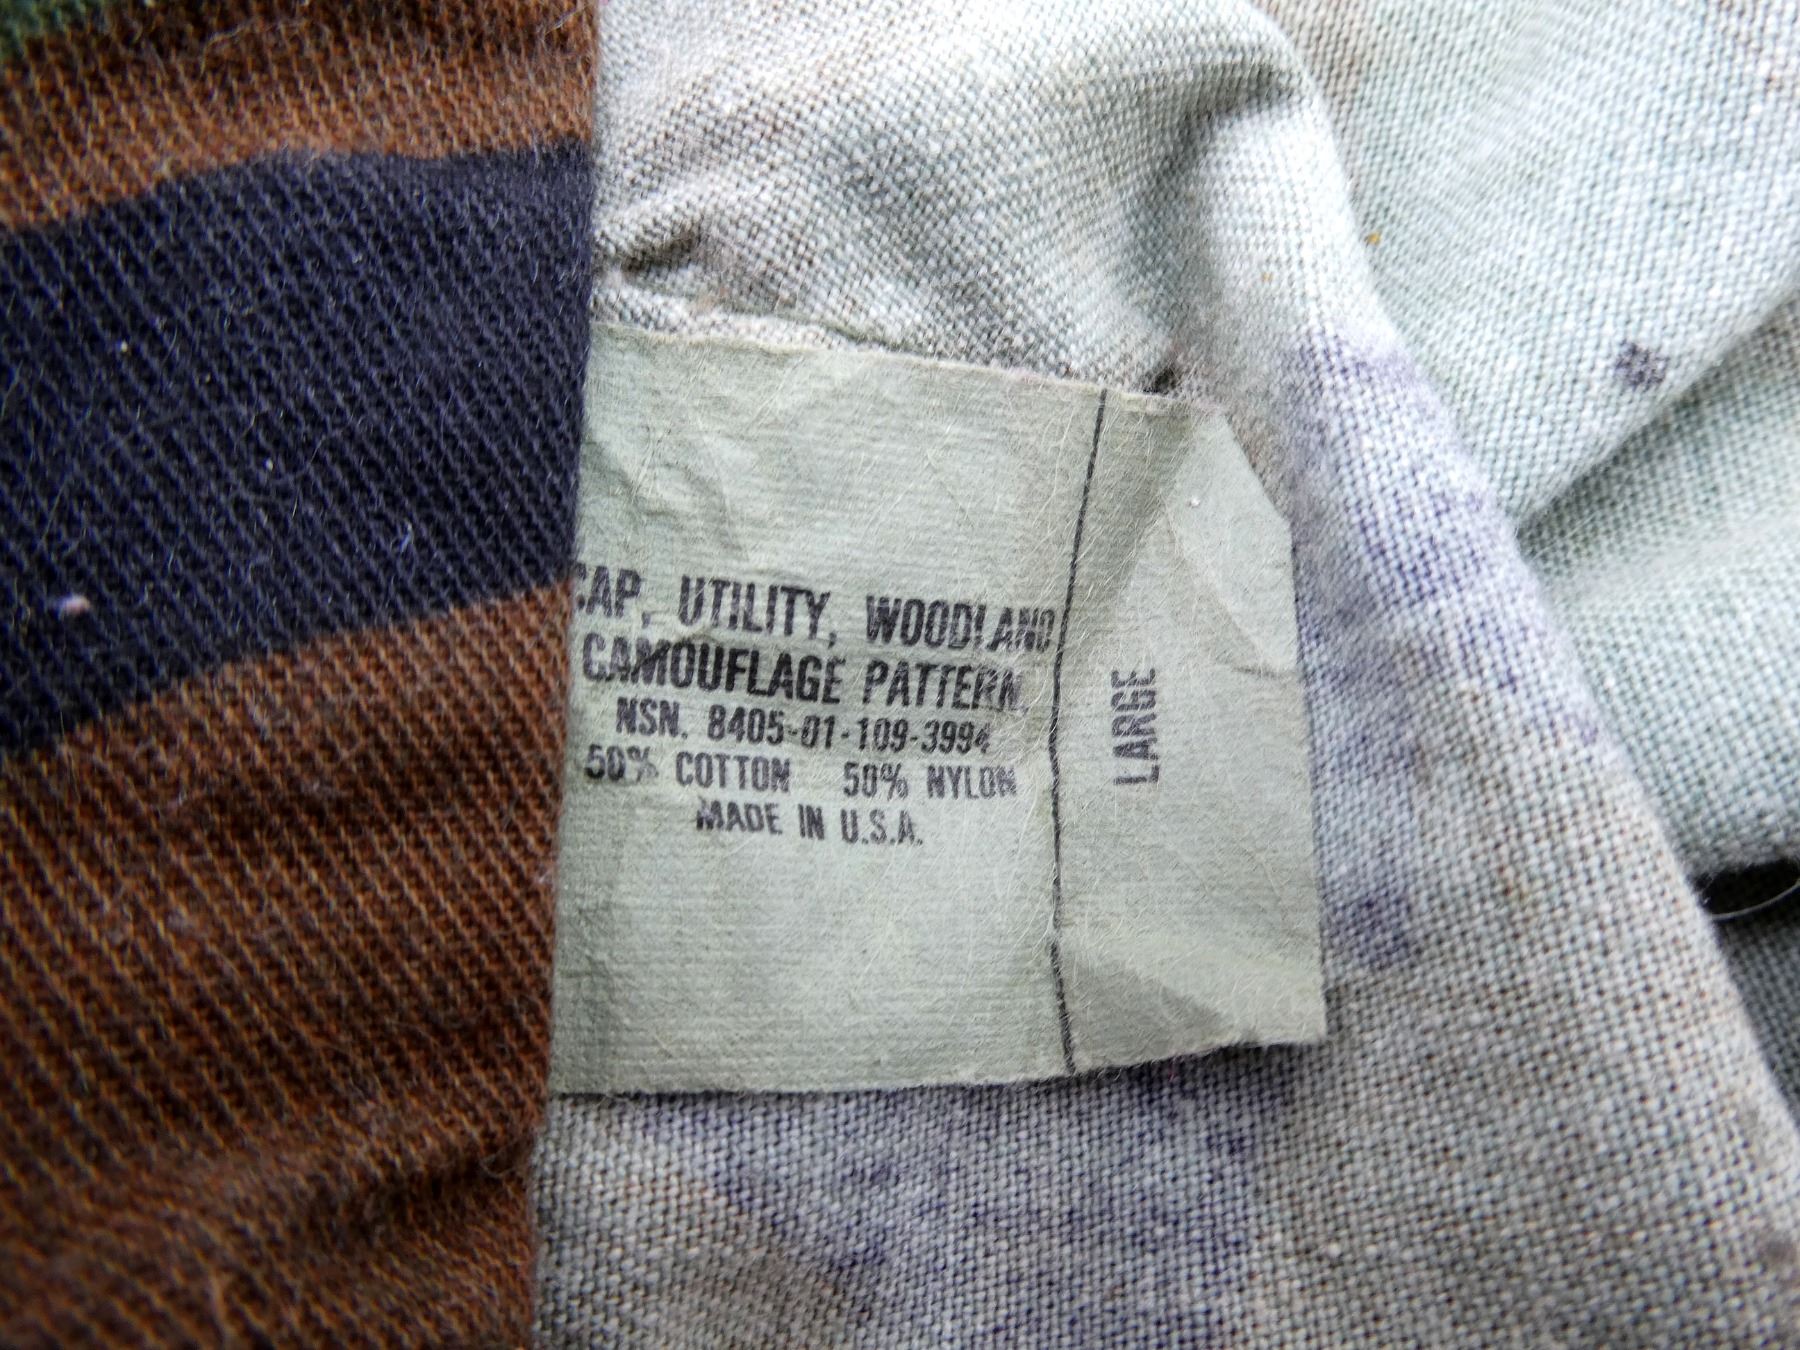 CAP, UTILITY, WOODLAND
CAMOUFLAGE PATTERN,
NSN. 8405-01-109-3994
50% COTTON 50% NYLON
MADE IN U.S.A.
LARGE